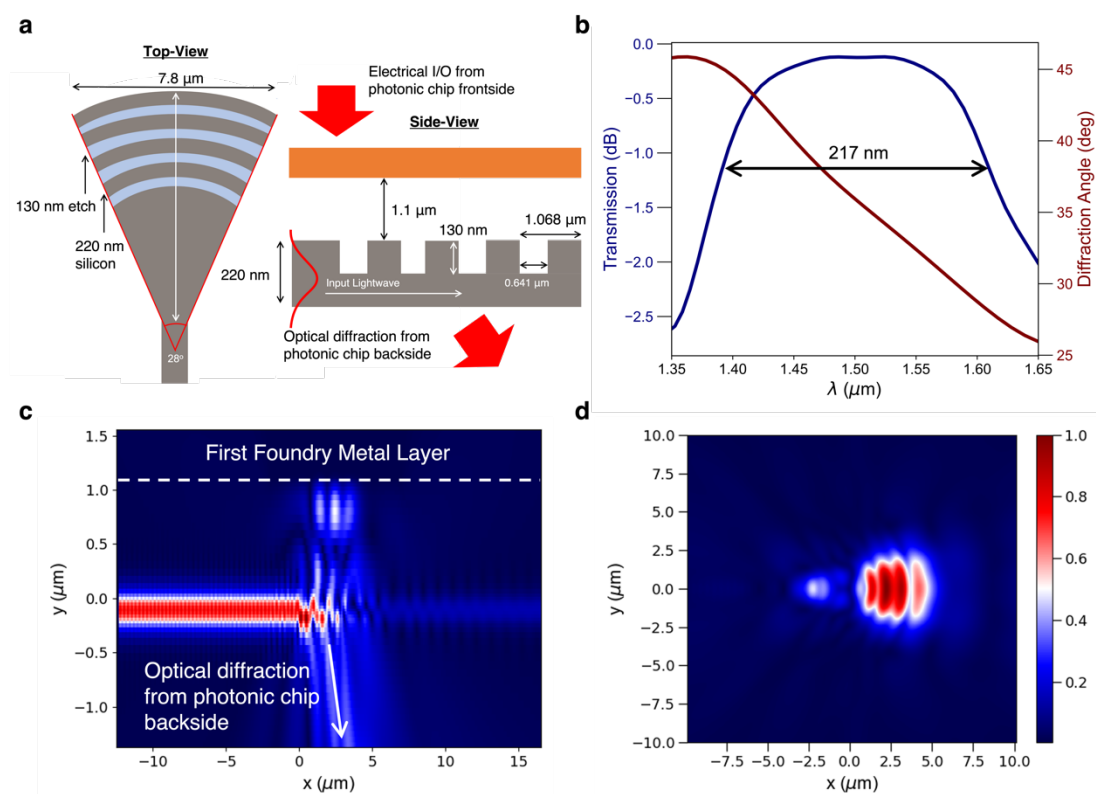 a
Top-View
7.8 μm
130 nm etch
220 nm
silicon
28°
Electrical I/O from
photonic chip frontside
Side-View
1.1 μm
130 nm
1.068 μm
220 nm
Input Lightwave
0.641 μm
Optical diffraction from
photonic chip backside
b
Transmission (dB)
0.0
−0.5
−1.0
−1.5
−2.0
−2.5
217 nm
45
40
35
30
25
Diffraction Angle (deg)
1.35 1.40 1.45 1.50 1.55 1.60 1.65
λ (μm)
c
First Foundry Metal Layer
y (μm)
1.5
1.0
0.5
0.0
−0.5
−1.0
Optical diffraction
from photonic chip
backside
−10 −5 0 5 10 15
x (μm)
d
y (μm)
10.0
7.5
5.0
2.5
0.0
−2.5
−5.0
−7.5
−10.0
−7.5 −5.0 −2.5 0.0 2.5 5.0 7.5 10.0
x (μm)
1.0
0.8
0.6
0.4
0.2